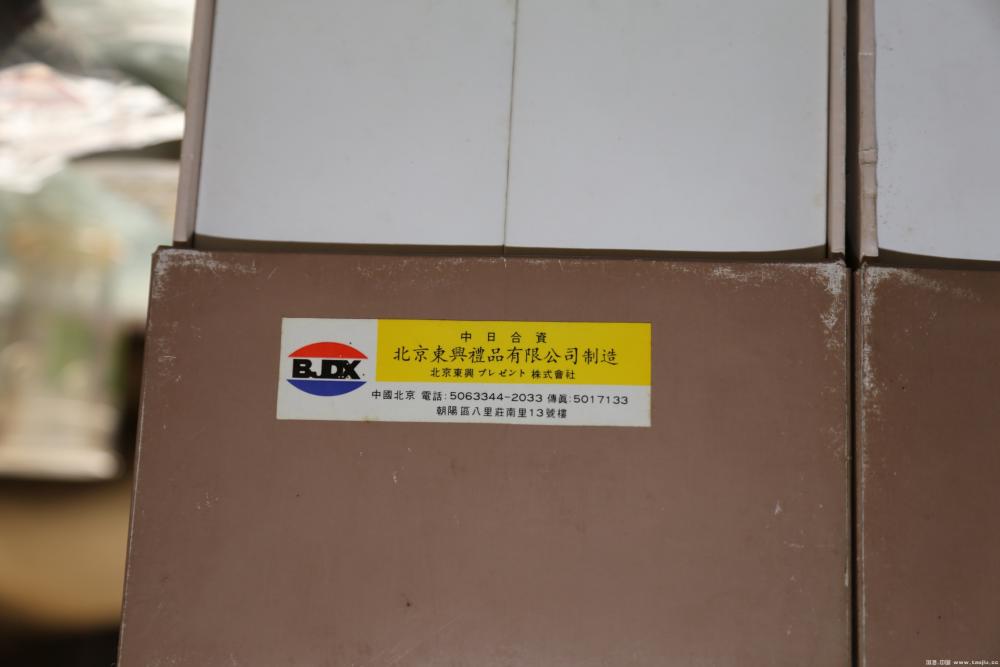 中日合資
北京東興禮品有限公司制造
北京東興プレゼント株式會社
BJDX
中國北京 電話:5063344-2033 傳眞:5017133
朝陽區八里莊南里13號樓